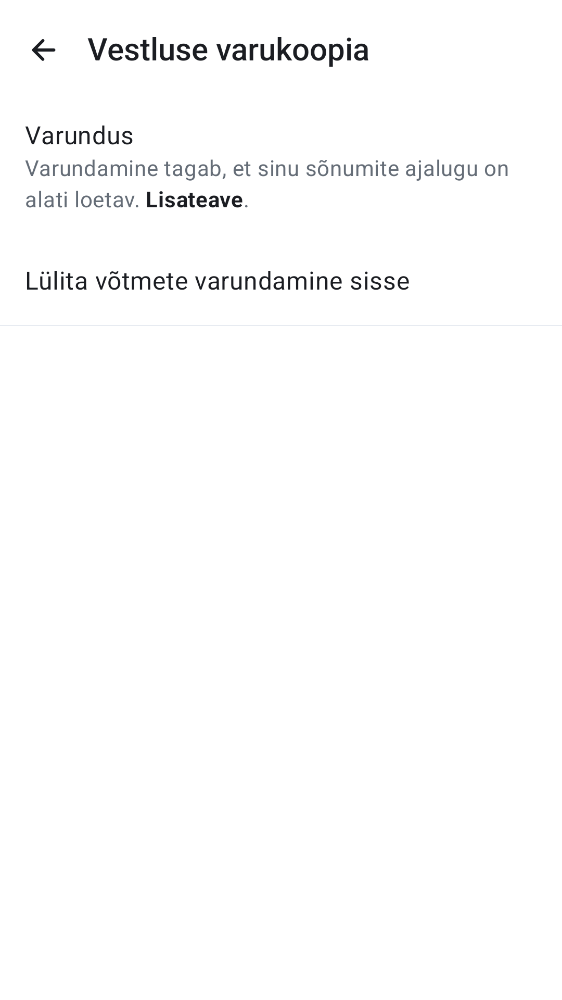 Vestluse varukoopia
Varundus
Varundamine tagab, et sinu sõnumite ajalugu on
alati loetav. Lisateave.
Lülita võtmete varundamine sisse